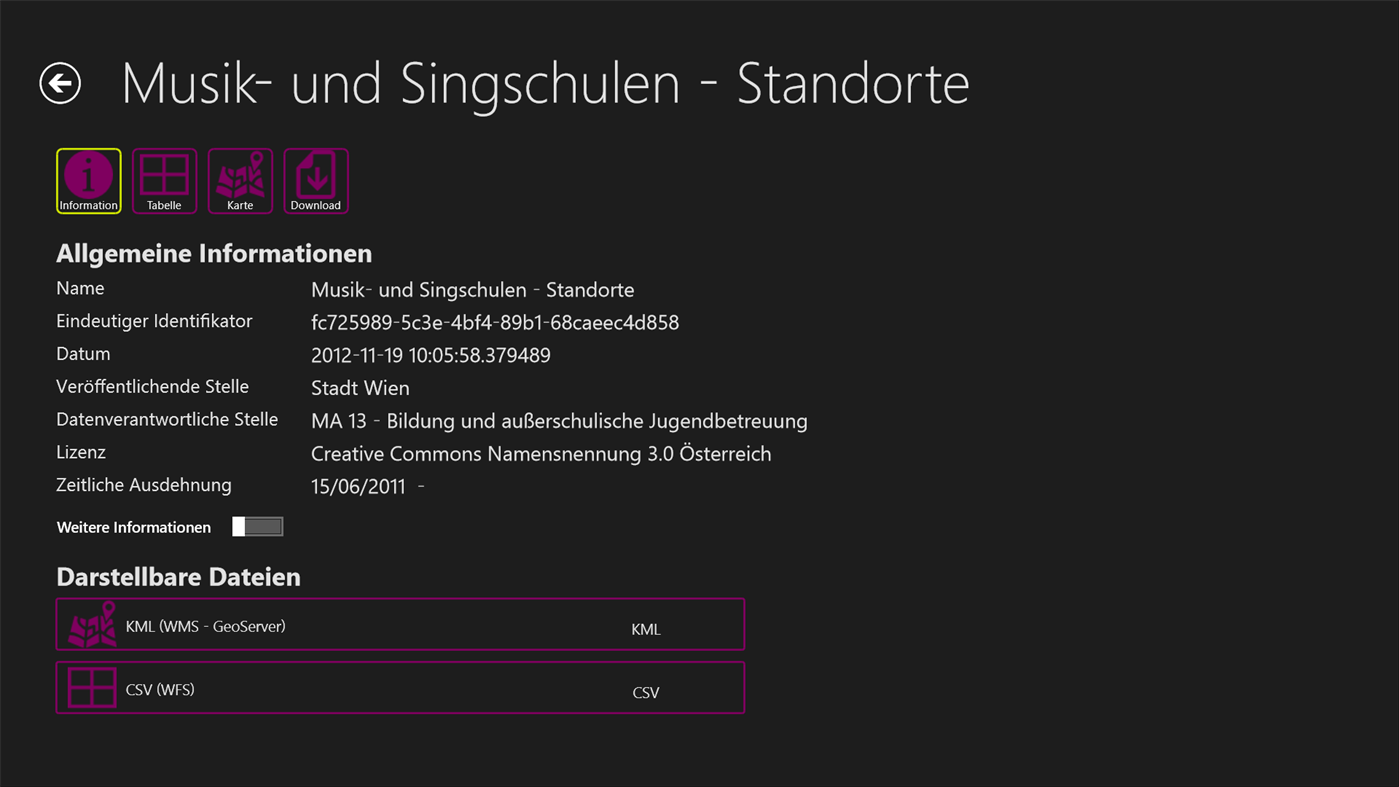 Musik- und Singschulen - Standorte
Information Tabelle Karte Download
Allgemeine Informationen
Name Musik- und Singschulen - Standorte
Eindeutiger Identifikator fc725989-5c3e-4bf4-89b1-68caeec4d858
Datum 2012-11-19 10:05:58.379489
Veröffentlichende Stelle Stadt Wien
Datenverantwortliche Stelle MA 13 - Bildung und außerschulische Jugendbetreuung
Lizenz Creative Commons Namensnennung 3.0 Österreich
Zeitliche Ausdehnung 15/06/2011 -
Weitere Informationen
Darstellbare Dateien
KML (WMS - GeoServer) KML
CSV (WFS) CSV